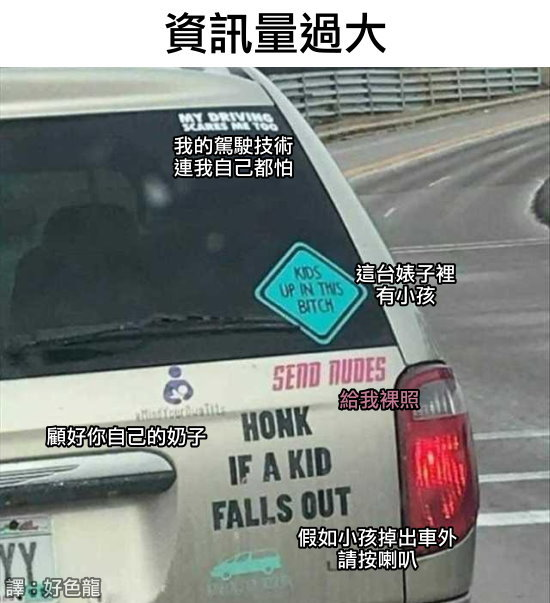 資訊量過大
MY DRIVING
SCARES ME TOO
我的駕駛技術
連我自己都怕
KIDS
UP IN THIS
BITCH
這台婊子裡
有小孩
SEND NUDES
給我裸照
顧好你自己的奶子
HONK
IF A KID
FALLS OUT
假如小孩掉出車外
請按喇叭
YY
譯：好色龍